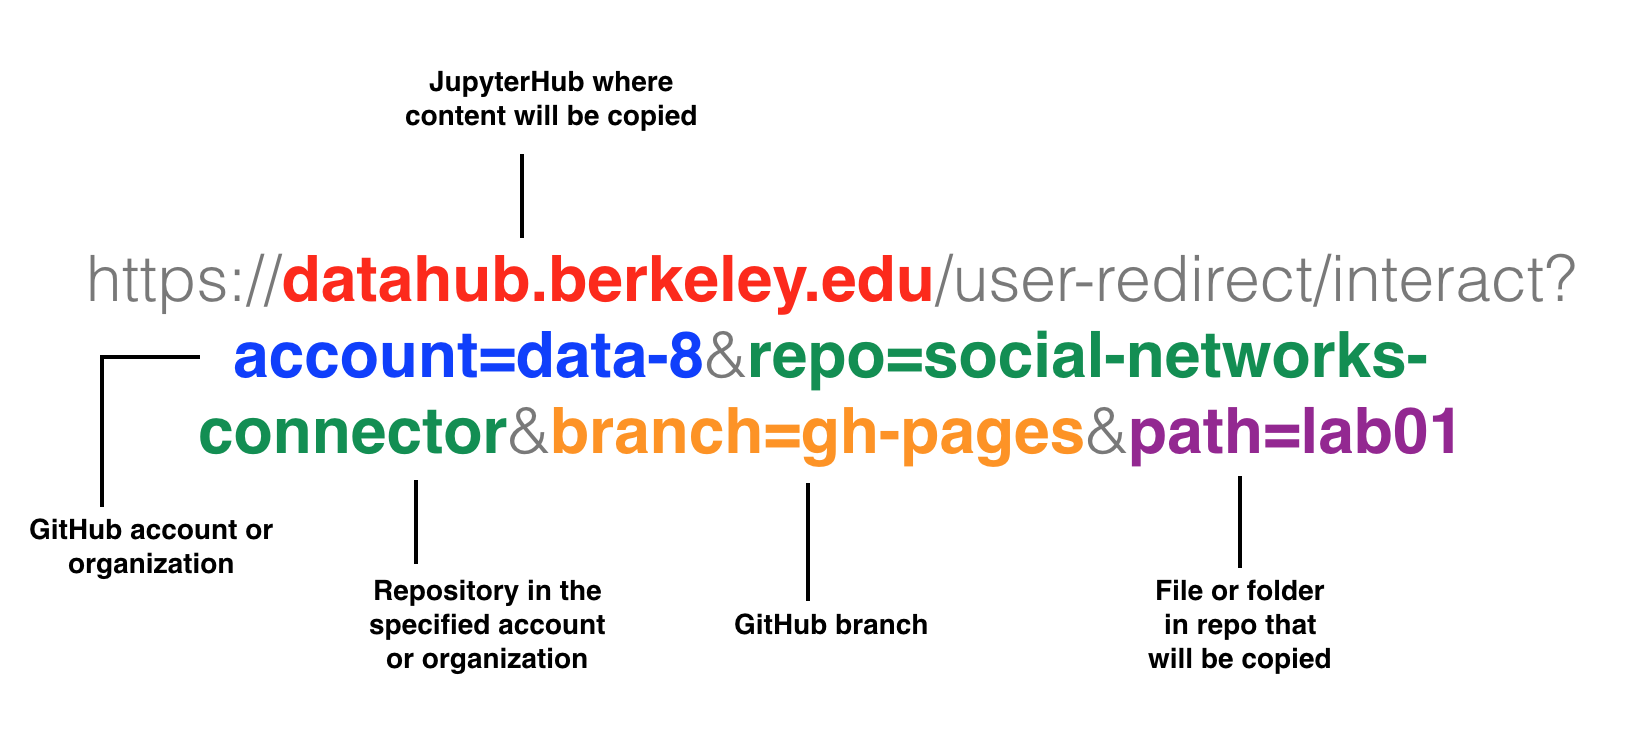 JupyterHub where
content will be copied
https://datahub.berkeley.edu/user-redirect/interact?
account=data-8&repo=social-networks-
connector&branch=gh-pages&path=lab01
GitHub account or
organization
Repository in the
specified account
or organization
GitHub branch
File or folder
in repo that
will be copied